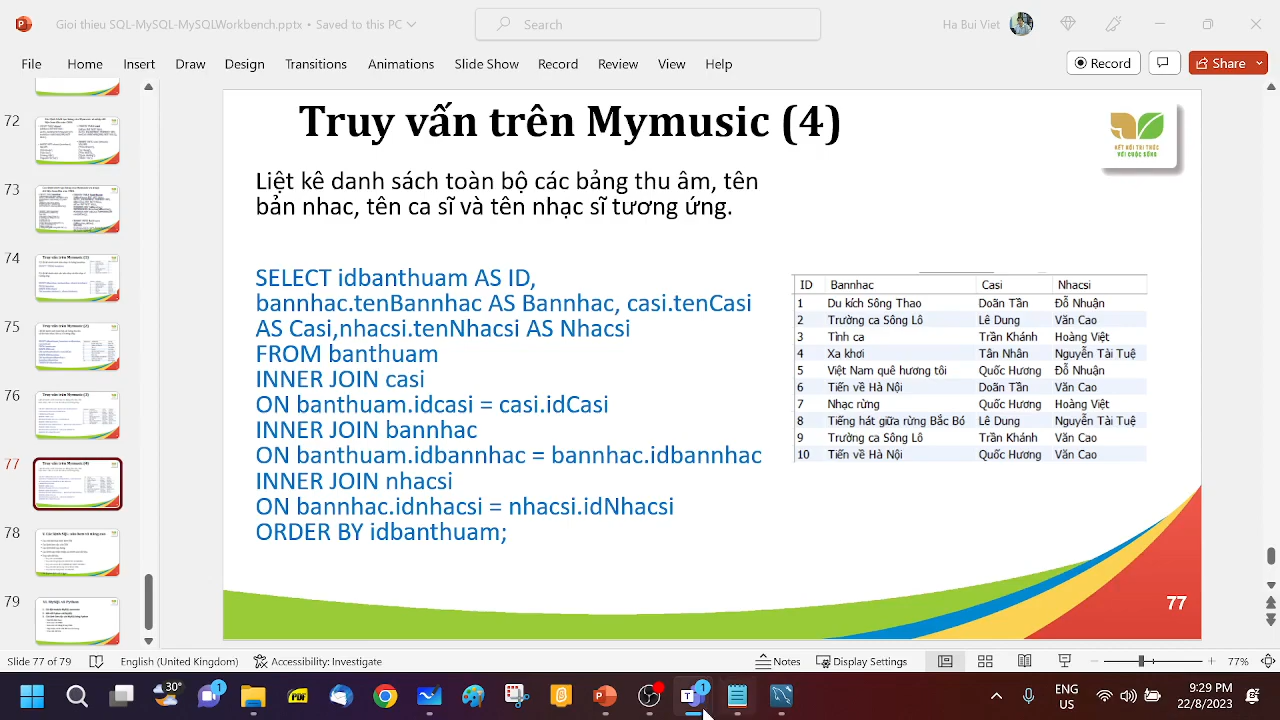 Gioi thieu SQL-MySQL-MySQLWorkbench.pptx • Saved to this PC
Search
Ha Bui Viet
File Home Insert Draw Design Transitions Animations Slide Show Record Review View Help
Record
Share
72
73
74
75
76
77
78
79
Truy vấn trên Mymusic (4)
KẾT NỐI TRI THỨC
VỚI CUỘC SỐNG
Liệt kê danh sách toàn bộ các bảng thu âm, tên
bản nhạc, tên ca sĩ và tên nhạc sĩ tương ứng.
SELECT idbanthuam AS ID,
bannhac.tenBannhac AS Bannhac, casi.tenCasi
AS Casi,nhacsi.tenNhacsi AS Nhacsi
FROM banthuam
INNER JOIN casi
ON banthuam.idcasi = casi.idCasi
INNER JOIN bannhac
ON banthuam.idbannhac = bannhac.idbannhac
INNER JOIN nhacsi
ON bannhac.idnhacsi = nhacsi.idNhacsi
ORDER BY idbanthuam;
ID Bannhac Casi Nhacsi
1 Du kích Sông Thao Doãn Tần Đỗ Nhuận
2 Trường ca Sông Lô Lê Dung Văn Cao
3 Tình ca Trần Khánh Hoàng Việt
4 Xa khơi Tân Nhân Nguyễn Tài Tuệ
5 Việt Nam quê hương tôi Quốc Hương Đỗ Nhuận
6 Tiến về Hà Nội Doãn Tần Văn Cao
7 Nhạc rừng Quốc Hương Hoàng Việt
Tiếng hát giữa rừng Bắc Bó Lê Dung Nguyễn Tài Tuệ
Trường ca Sông Lô Trần Khánh Văn Cao
10 Tiến về Hà Nội Quốc Hương Văn Cao
77
Slide 77 of 79 English (United Kingdom) Accessibility: Investigate Notes Display Settings 77%
30°
1
PDF
1
ENG
US
9:29 PM
22/8/2023